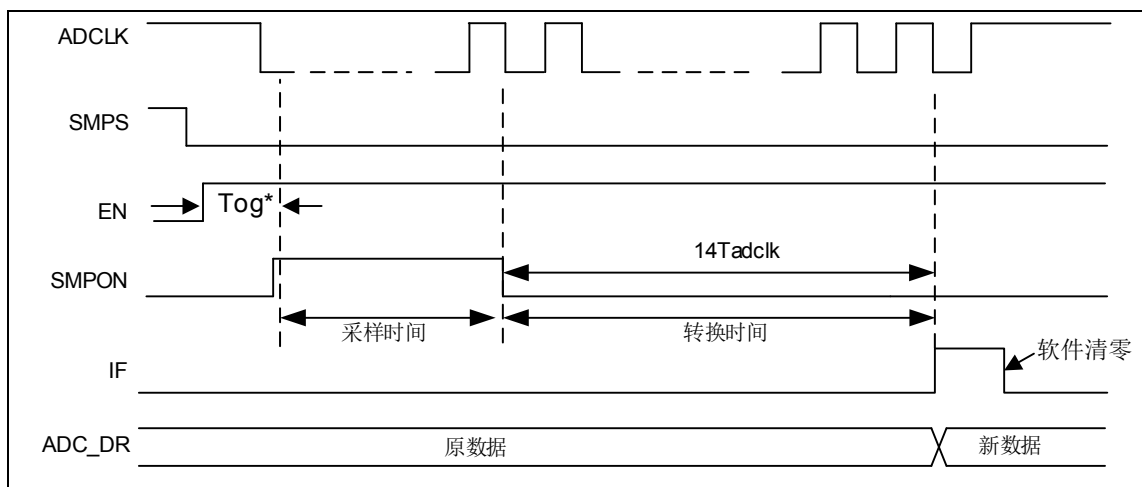 ADCLK
SMPS
EN
Tog*
SMPON
14Tadclk
采样时间
转换时间
IF
软件清零
ADC_DR
原数据
新数据